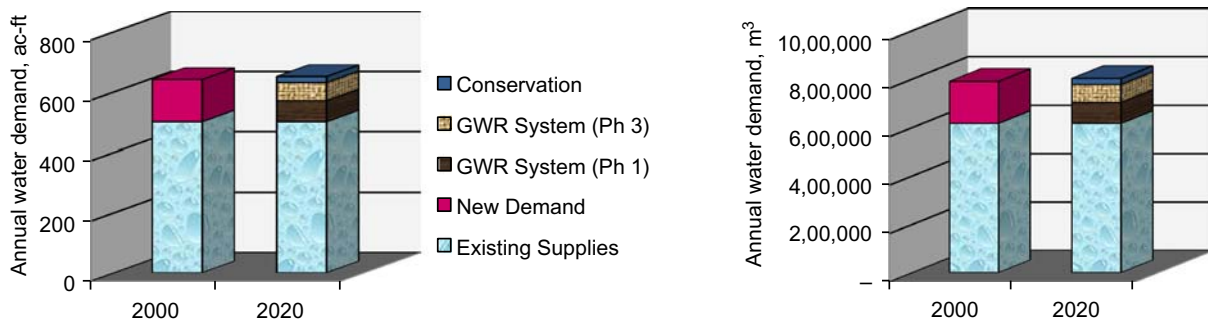 Annual water demand, ac-ft
800
600
400
200
0
2000 2020
Conservation
GWR System (Ph 3)
GWR System (Ph 1)
New Demand
Existing Supplies
Annual water demand, m³
10,00,000
8,00,000
6,00,000
4,00,000
2,00,000
–
2000 2020